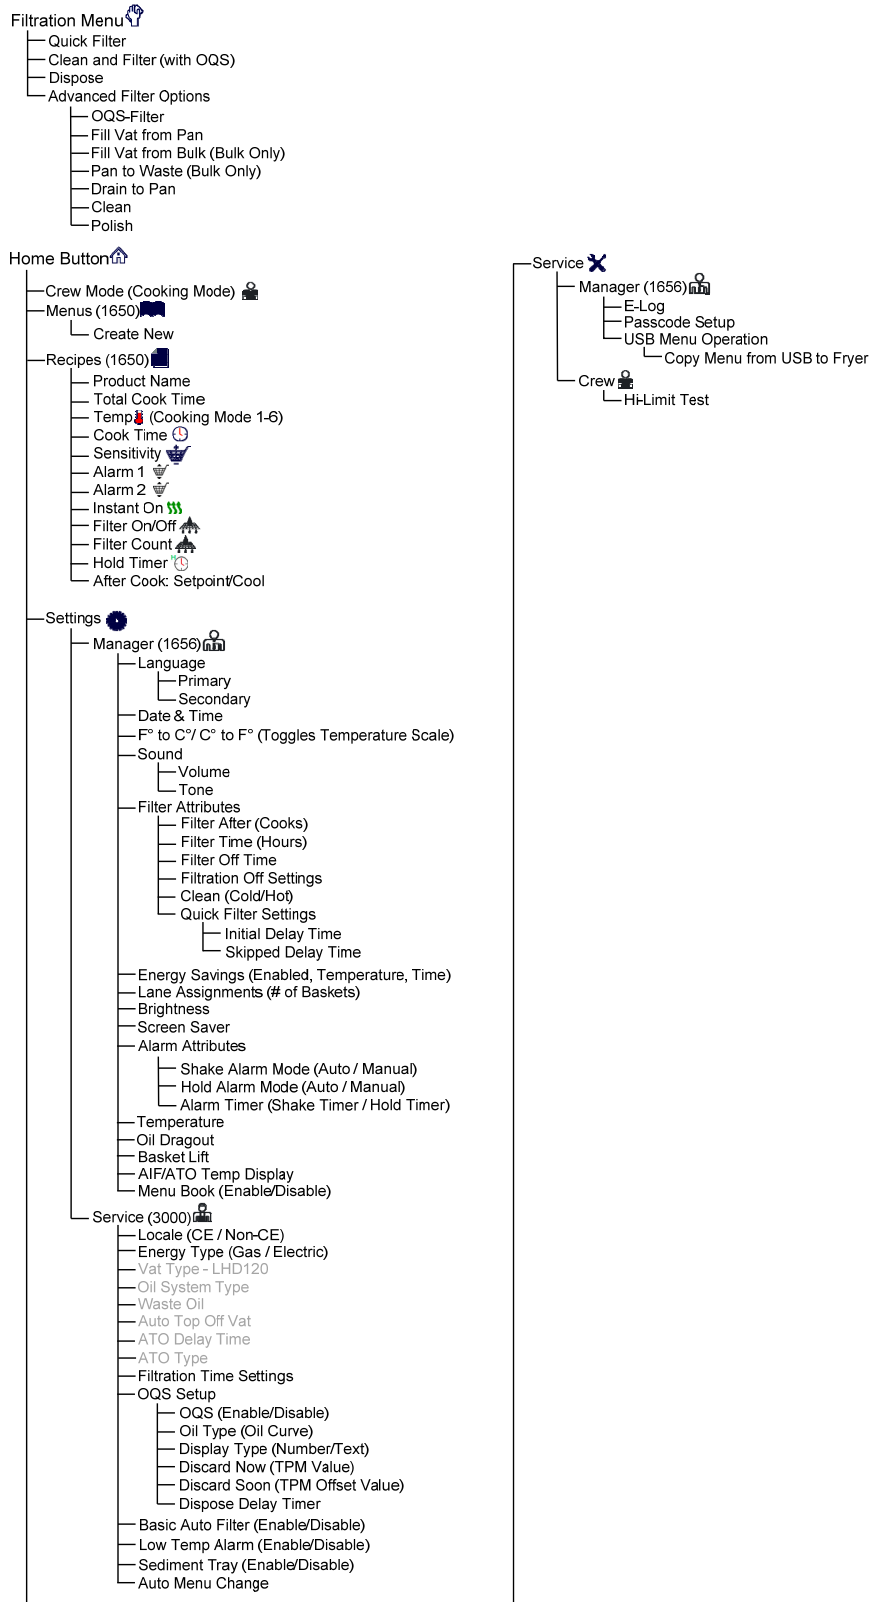 Filtration Menu
Quick Filter
Clean and Filter (with OQS)
Dispose
Advanced Filter Options
OQS-Filter
Fill Vat from Pan
Fill Vat from Bulk (Bulk Only)
Pan to Waste (Bulk Only)
Drain to Pan
Clean
Polish
Home Button
Crew Mode (Cooking Mode)
Menus (1650)
Create New
Recipes (1650)
Product Name
Total Cook Time
Temp (Cooking Mode 1-6)
Cook Time
Sensitivity
Alarm 1
Alarm 2
Instant On
Filter On/Off
Filter Count
Hold Timer
After Cook: Setpoint/Cool
Settings
Manager (1656)
Language
Primary
Secondary
Date & Time
F° to C°/ C° to F° (Toggles Temperature Scale)
Sound
Volume
Tone
Filter Attributes
Filter After (Cooks)
Filter Time (Hours)
Filter Off Time
Filtration Off Settings
Clean (Cold/Hot)
Quick Filter Settings
Initial Delay Time
Skipped Delay Time
Energy Savings (Enabled, Temperature, Time)
Lane Assignments (# of Baskets)
Brightness
Screen Saver
Alarm Attributes
Shake Alarm Mode (Auto / Manual)
Hold Alarm Mode (Auto / Manual)
Alarm Timer (Shake Timer / Hold Timer)
Temperature
Oil Dragout
Basket Lift
AIF/ATO Temp Display
Menu Book (Enable/Disable)
Service (3000)
Locale (CE / Non-CE)
Energy Type (Gas / Electric)
Vat Type - LHD120
Oil System Type
Waste Oil
Auto Top Off Vat
ATO Delay Time
ATO Type
Filtration Time Settings
OQS Setup
OQS (Enable/Disable)
Oil Type (Oil Curve)
Display Type (Number/Text)
Discard Now (TPM Value)
Discard Soon (TPM Offset Value)
Dispose Delay Timer
Basic Auto Filter (Enable/Disable)
Low Temp Alarm (Enable/Disable)
Sediment Tray (Enable/Disable)
Auto Menu Change
Service
Manager (1656)
E-Log
Passcode Setup
USB Menu Operation
Copy Menu from USB to Fryer
Crew
Hi-Limit Test